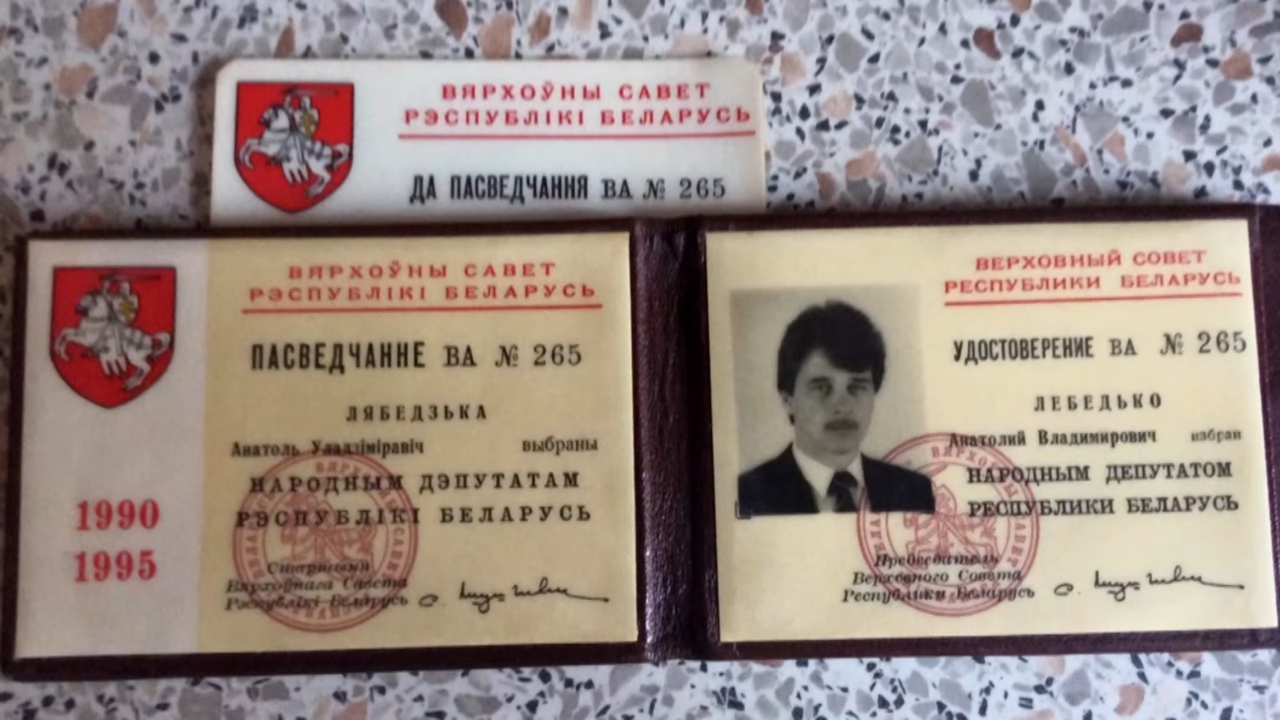 ВЯРХОЎНЫ САВЕТ
РЭСПУБЛІКІ БЕЛАРУСЬ
ДА ПАСВЕДЧАННЯ ВА № 265
ВЯРХОЎНЫ САВЕТ
РЭСПУБЛІКІ БЕЛАРУСЬ
ПАСВЕДЧАННЕ ВА № 265
ЛЯБЕДЗЬКА
Анатоль Уладзіміравіч выбраны
НАРОДНЫМ ДЭПУТАТАМ
РЭСПУБЛІКІ БЕЛАРУСЬ
1990
1995
Старшыня
Вярхоўнага Савета
Рэспублікі Беларусь
ВЕРХОВНЫЙ СОВЕТ
РЕСПУБЛИКИ БЕЛАРУСЬ
УДОСТОВЕРЕНИЕ ВА № 265
ЛЕБЕДЬКО
Анатолий Владимирович избран
НАРОДНЫМ ДЕПУТАТОМ
РЕСПУБЛИКИ БЕЛАРУСЬ
Председатель
Верховного Совета
Республики Беларусь